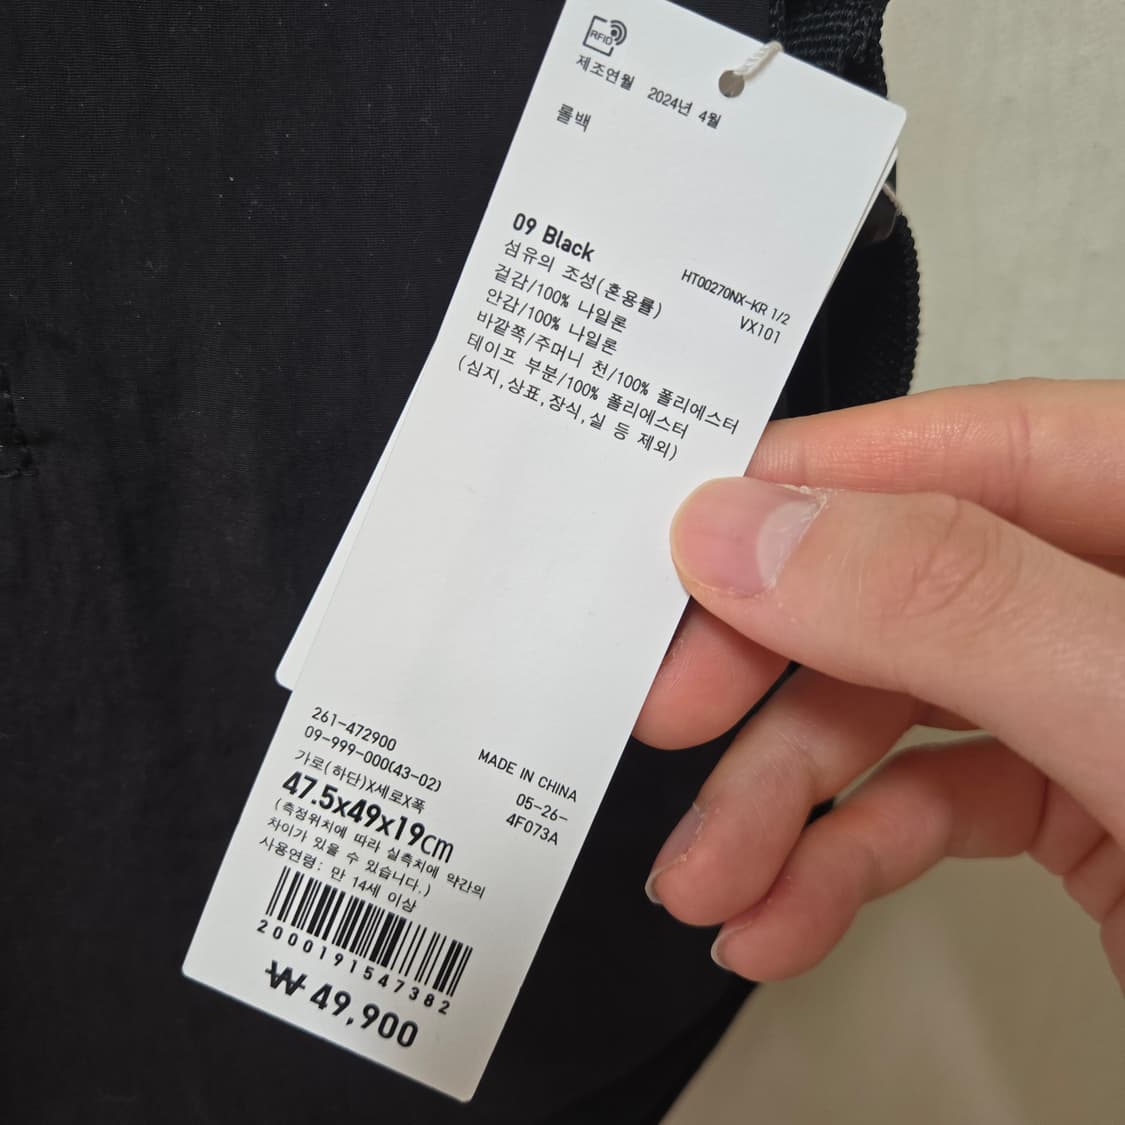 RFID
제조연월 2024년 4월
롤백
09 Black
섬유의 조성(혼용률)
HT00270NX-KR 1/2
VX101
겉감/100% 나일론
안감/100% 나일론
바깥쪽/주머니 천/100% 폴리에스터
테이프 부분/100% 폴리에스터
(심지,상표,장식,실 등 제외)
261-472900
09-999-000(43-02)
MADE IN CHINA
05-26-
4F073A
가로(하단)X세로X폭
47.5x49x19cm
(측정위치에 따라 실측치에 약간의
차이가 있을 수 있습니다.)
사용연령: 만 14세 이상
2000191547382
₩ 49,900